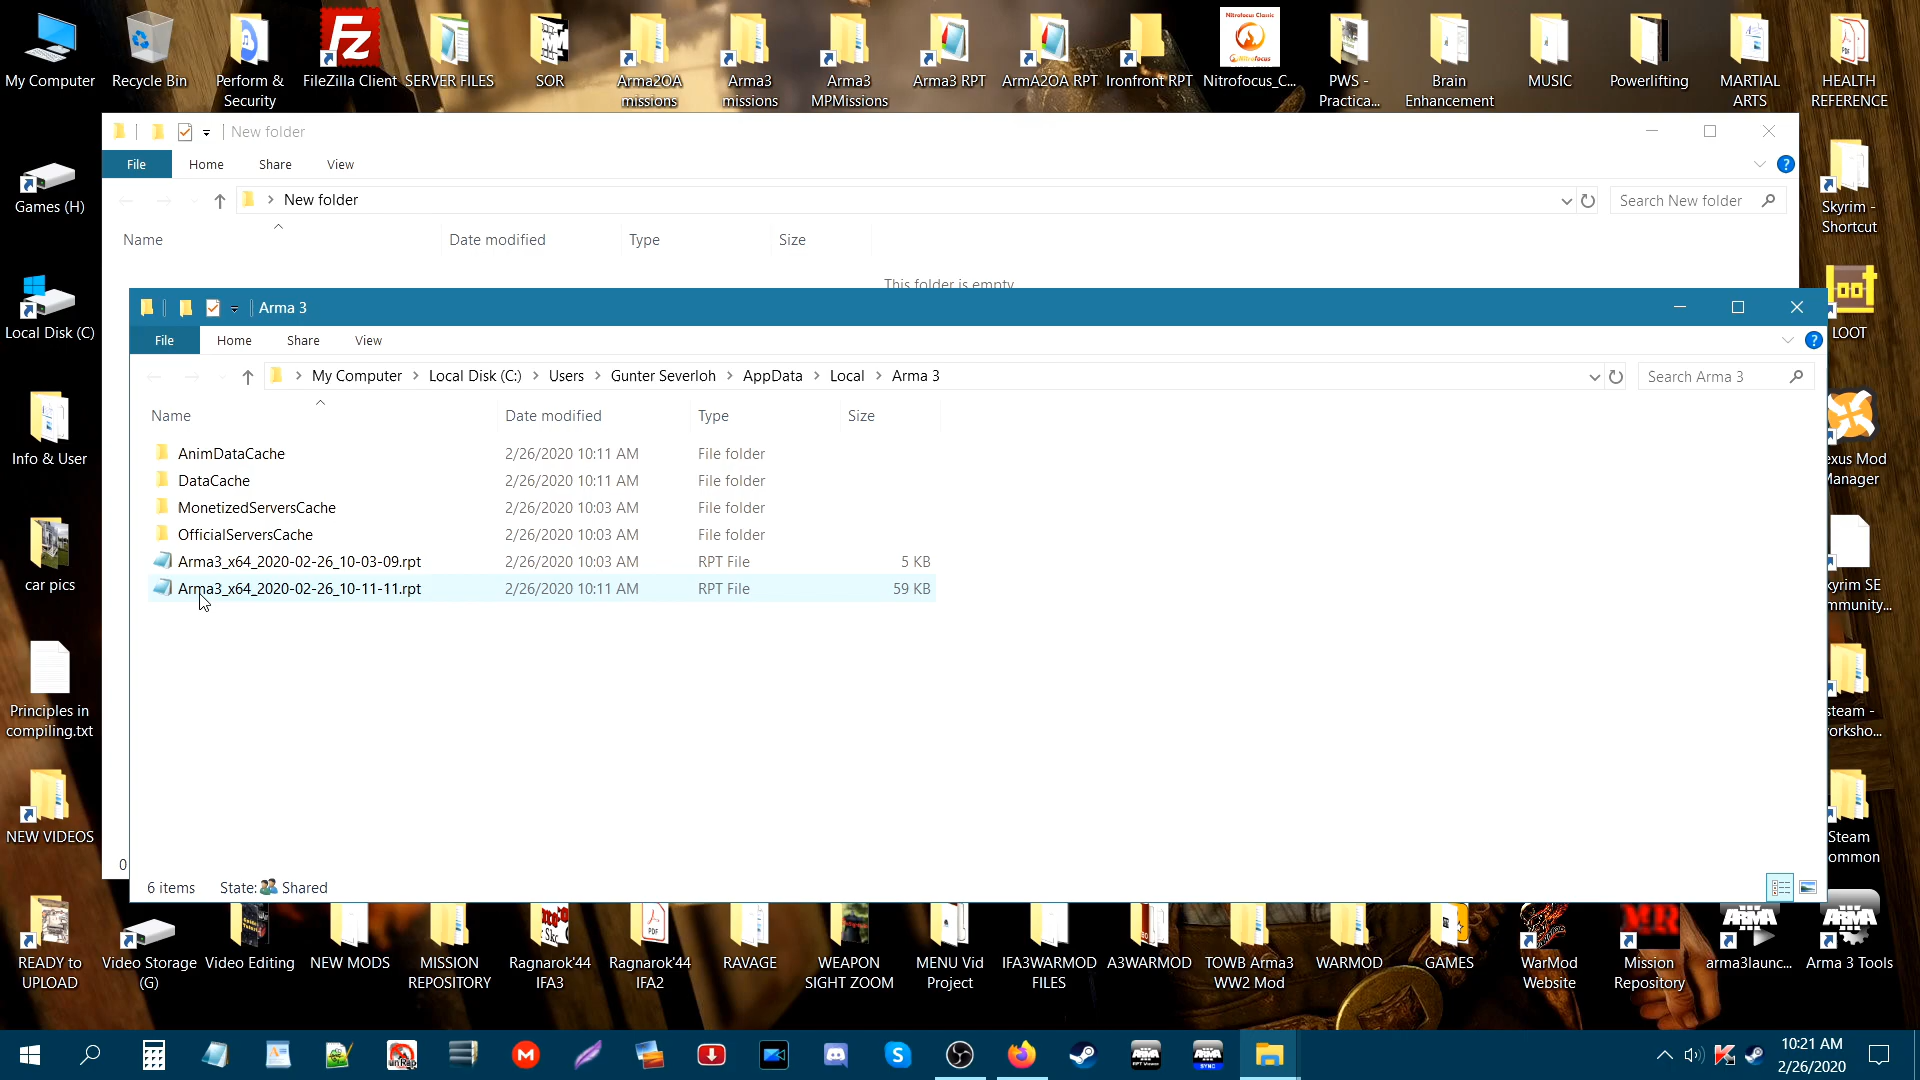 My Computer
Recycle Bin
Perform &
Security
FileZilla Client
SERVER FILES
SOR
Arma2OA
missions
Arma3
missions
Arma3
MPMissions
Arma3 RPT
ArmA2OA RPT
Ironfront RPT
Nitrofocus Classic
Nitrofocus
Nitrofocus_C...
PWS -
Practica...
Brain
Enhancement
MUSIC
Powerlifting
MARTIAL
ARTS
HEALTH
REFERENCE
New folder
File
Home
Share
View
New folder
Search New folder
Name
Date modified
Type
Size
This folder is empty.
Games (H)
Local Disk (C)
Info & User
car pics
Principles in
compiling.txt
NEW VIDEOS
Skyrim -
Shortcut
LOOT
exus Mod
Manager
kyrim SE
mmunity...
steam -
orksho...
Steam
ommon
Arma 3
File
Home
Share
View
My Computer > Local Disk (C:) > Users > Gunter Severloh > AppData > Local > Arma 3
Search Arma 3
Name
Date modified
Type
Size
AnimDataCache 2/26/2020 10:11 AM File folder
DataCache 2/26/2020 10:11 AM File folder
MonetizedServersCache 2/26/2020 10:03 AM File folder
OfficialServersCache 2/26/2020 10:03 AM File folder
Arma3_x64_2020-02-26_10-03-09.rpt 2/26/2020 10:03 AM RPT File 5 KB
Arma3_x64_2020-02-26_10-11-11.rpt 2/26/2020 10:11 AM RPT File 59 KB
0
6 items State: Shared
READY to
UPLOAD
Video Storage
(G)
Video Editing
NEW MODS
MISSION
REPOSITORY
Ragnarok'44
IFA3
Ragnarok'44
IFA2
RAVAGE
WEAPON
SIGHT ZOOM
MENU Vid
Project
IFA3WARMOD
FILES
A3WARMOD
TOWB Arma3
WW2 Mod
WARMOD
GAMES
WarMod
Website
MR
Mission
Repository
ARMA
arma3launc...
ARMA
Arma 3 Tools
10:21 AM
2/26/2020